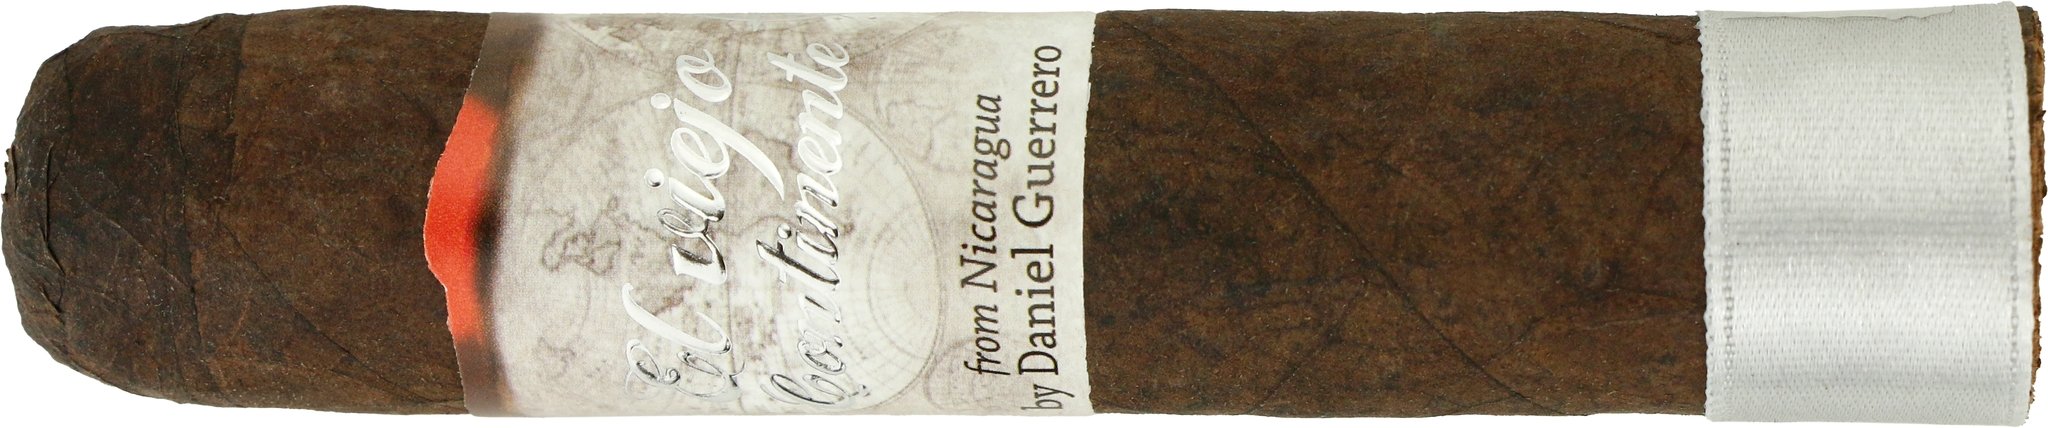 El viejo
Continente
from Nicaragua
by Daniel Guerrero